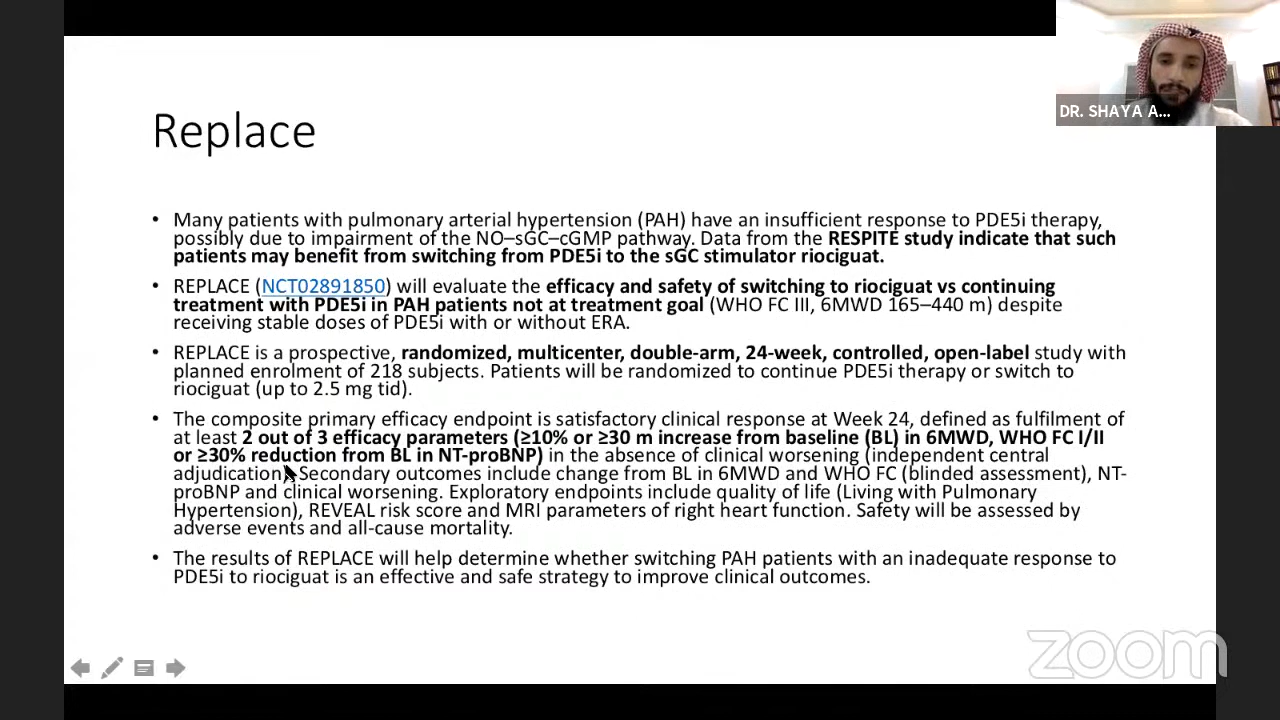 DR. SHAYA A...
Replace
• Many patients with pulmonary arterial hypertension (PAH) have an insufficient response to PDE5i therapy,
possibly due to impairment of the NO–sGC–cGMP pathway. Data from the RESPITE study indicate that such
patients may benefit from switching from PDE5i to the sGC stimulator riociguat.
• REPLACE (NCT02891850) will evaluate the efficacy and safety of switching to riociguat vs continuing
treatment with PDE5i in PAH patients not at treatment goal (WHO FC III, 6MWD 165–440 m) despite
receiving stable doses of PDE5i with or without ERA.
• REPLACE is a prospective, randomized, multicenter, double-arm, 24-week, controlled, open-label study with
planned enrolment of 218 subjects. Patients will be randomized to continue PDE5i therapy or switch to
riociguat (up to 2.5 mg tid).
• The composite primary efficacy endpoint is satisfactory clinical response at Week 24, defined as fulfilment of
at least 2 out of 3 efficacy parameters (≥10% or ≥30 m increase from baseline (BL) in 6MWD, WHO FC I/II
or ≥30% reduction from BL in NT-proBNP) in the absence of clinical worsening (independent central
adjudication). Secondary outcomes include change from BL in 6MWD and WHO FC (blinded assessment), NT-
proBNP and clinical worsening. Exploratory endpoints include quality of life (Living with Pulmonary
Hypertension), REVEAL risk score and MRI parameters of right heart function. Safety will be assessed by
adverse events and all-cause mortality.
• The results of REPLACE will help determine whether switching PAH patients with an inadequate response to
PDE5i to riociguat is an effective and safe strategy to improve clinical outcomes.
zoom